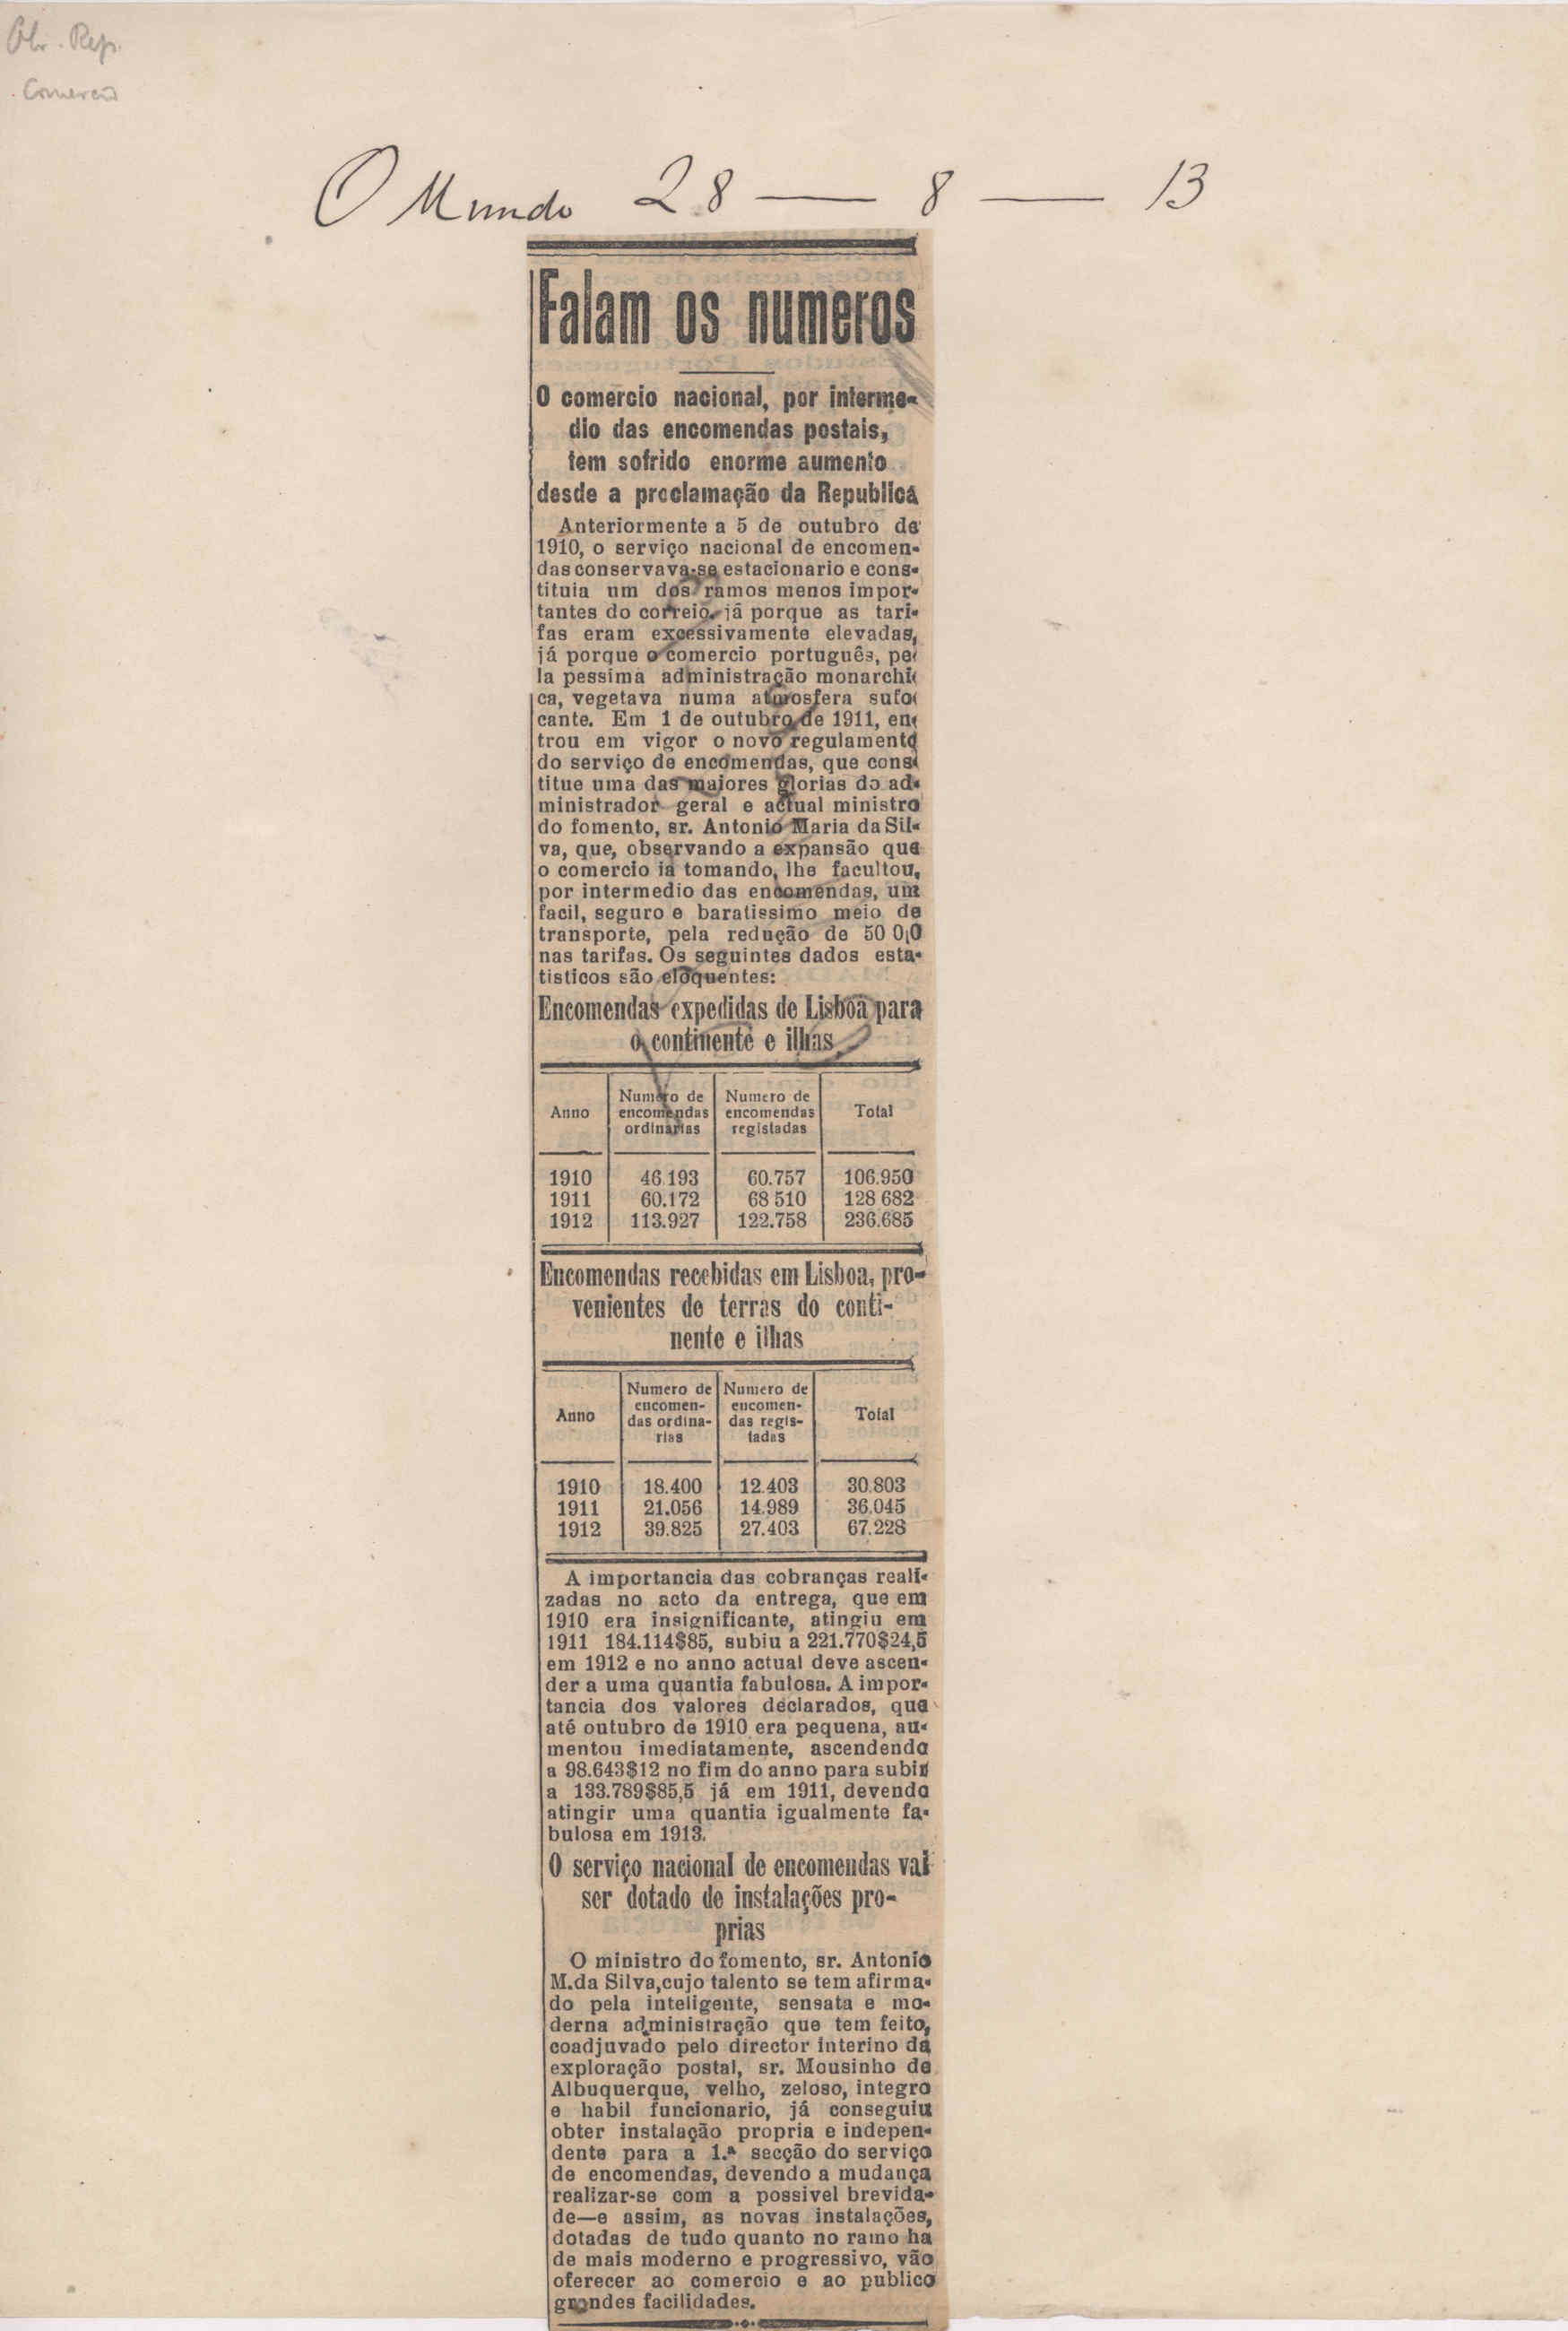 Obr. Rep.
Comercio
O Mundo 28 — 8 — 13
Falam os numeros
O comercio nacional, por interme-
dio das encomendas postais,
tem sofrido enorme aumento
desde a proclamação da Republica
Anteriormente a 5 de outubro de
1910, o serviço nacional de encomen-
das conservava-se estacionario e cons-
tituia um dos ramos menos impor-
tantes do correio, já porque as tari-
fas eram excessivamente elevadas,
já porque o comercio português, pe-
la pessima administração monarchi-
ca, vegetava numa atmosfera sufo-
cante. Em 1 de outubro de 1911, en-
trou em vigor o novo regulamento
do serviço de encomendas, que cons-
titue uma das maiores glorias do ad-
ministrador geral e actual ministro
do fomento, sr. Antonio Maria da Sil-
va, que, observando a expansão que
o comercio ia tomando, lhe facultou,
por intermedio das encomendas, um
facil, seguro e baratissimo meio de
transporte, pela redução de 50 0|0
nas tarifas. Os seguintes dados esta-
tisticos são eloquentes:
Encomendas expedidas de Lisboa para
o continente e ilhas
Anno | Numero de encomendas ordinarias | Numero de encomendas registadas | Total
1910 46.193 60.757 106.950
1911 60.172 68 510 128 682
1912 113.927 122.758 236.685
Encomendas recebidas em Lisboa, pro-
venientes de terras do conti-
nente e ilhas
Anno | Numero de encomen-das ordina-rias | Numero de encomen-das regis-tadas | Total
1910 18.400 12.403 30.803
1911 21.056 14.989 36.045
1912 39.825 27.403 67.228
A importancia das cobranças reali-
zadas no acto da entrega, que em
1910 era insignificante, atingiu em
1911 184.114$85, subiu a 221.770$24,5
em 1912 e no anno actual deve ascen-
der a uma quantia fabulosa. A impor-
tancia dos valores declarados, que
até outubro de 1910 era pequena, au-
mentou imediatamente, ascendendo
a 98.643$12 no fim do anno para subir
a 133.789$85,5 já em 1911, devendo
atingir uma quantia igualmente fa-
bulosa em 1913.
O serviço nacional de encomendas vai
ser dotado de instalações pro-
prias
O ministro do fomento, sr. Antonio
M. da Silva, cujo talento se tem afirma-
do pela inteligente, sensata e mo-
derna administração que tem feito,
coadjuvado pelo director interino da
exploração postal, sr. Mousinho de
Albuquerque, velho, zeloso, integro
e habil funcionario, já conseguiu
obter instalação propria e indepen-
dente para a 1.ª secção do serviço
de encomendas, devendo a mudança
realizar-se com a possivel brevida-
de—e assim, as novas instalações,
dotadas de tudo quanto no ramo ha
de mais moderno e progressivo, vão
oferecer ao comercio e ao publico
grandes facilidades.